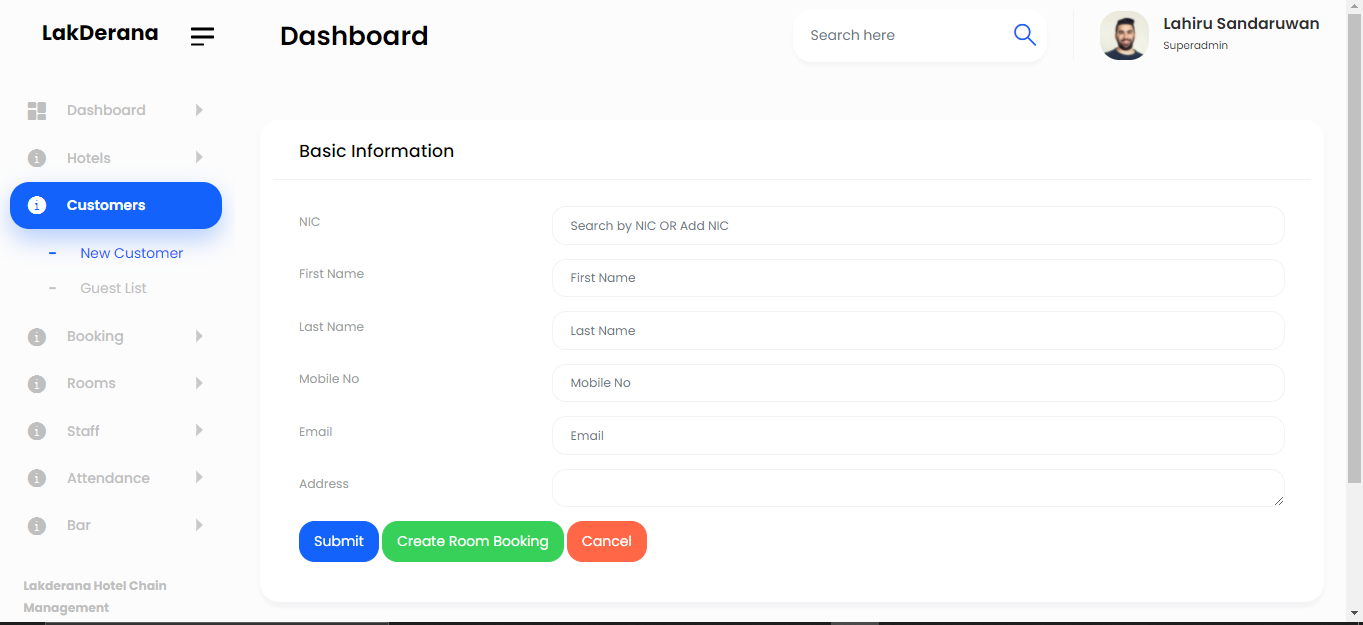 LakDerana
Dashboard
Search here
Lahiru Sandaruwan
Superadmin
Dashboard
Hotels
Customers
New Customer
Guest List
Booking
Rooms
Staff
Attendance
Bar
Lakderana Hotel Chain
Management
Basic Information
NIC
Search by NIC OR Add NIC
First Name
First Name
Last Name
Last Name
Mobile No
Mobile No
Email
Email
Address
Submit
Create Room Booking
Cancel